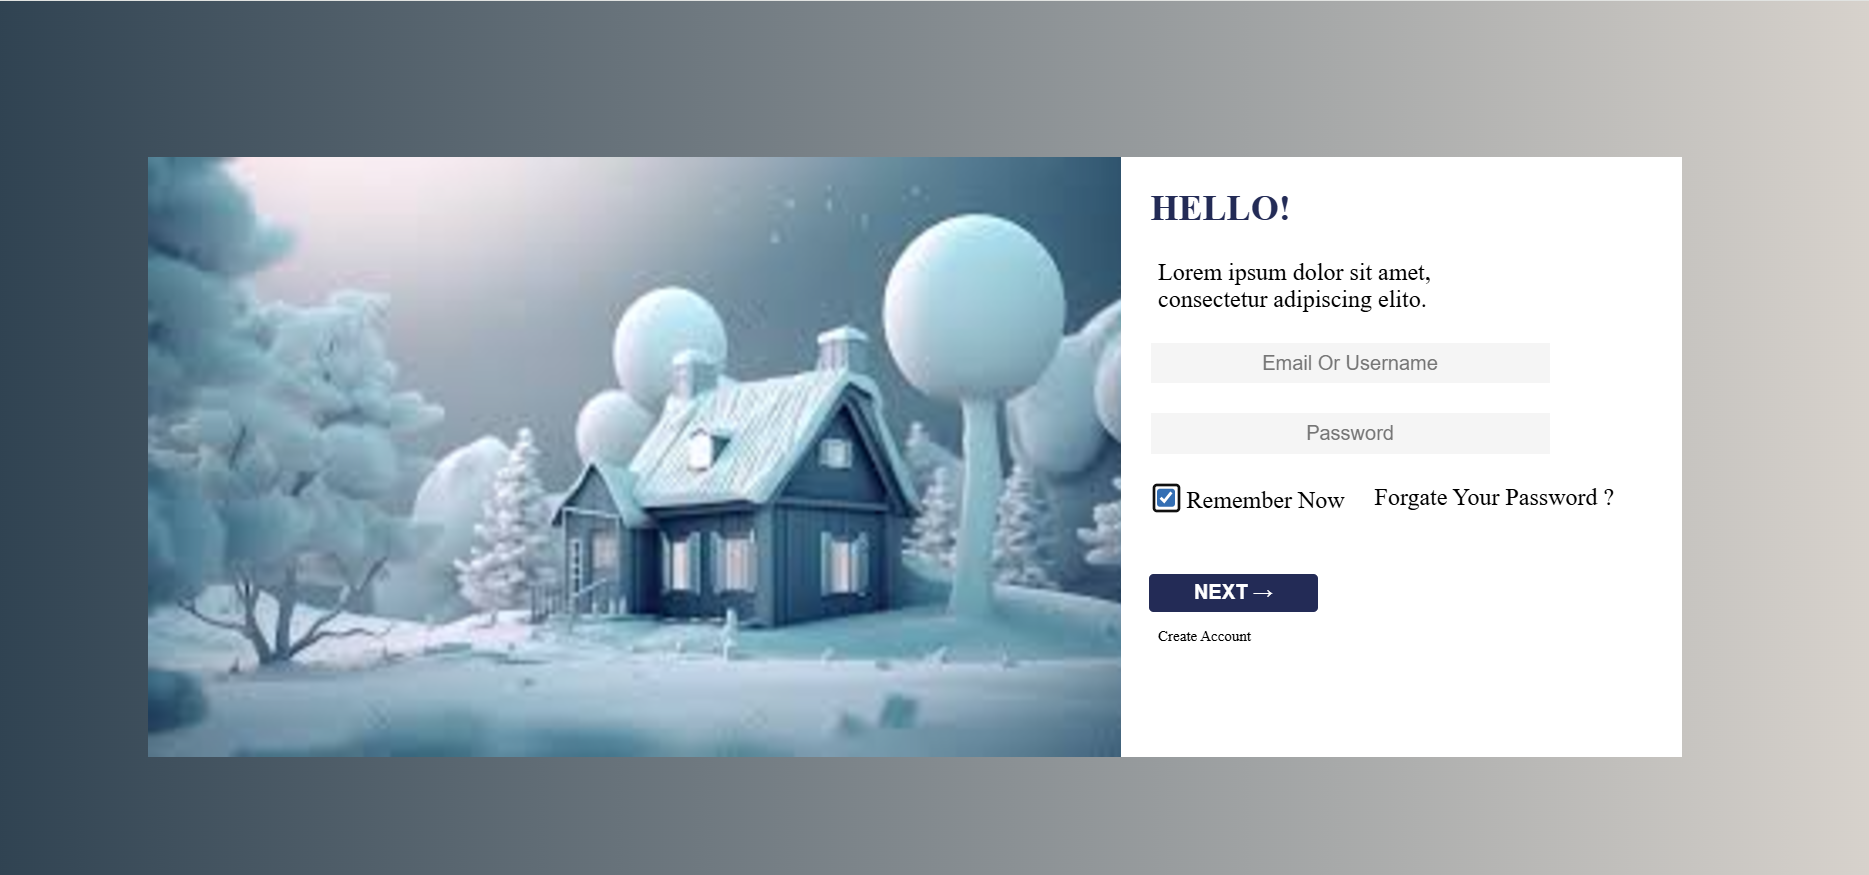 HELLO!
Lorem ipsum dolor sit amet,
consectetur adipiscing elito.
Email Or Username
Password
Remember Now Forgate Your Password ?
NEXT →
Create Account